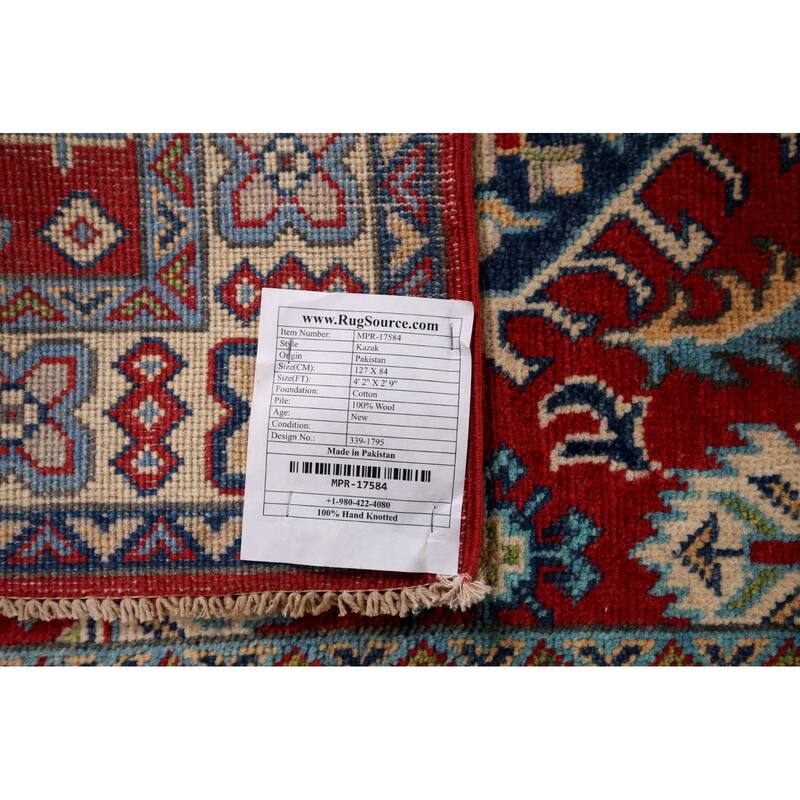 www.RugSource.com
Item Number: MPR-17584
Style Kazak
Origin Pakistan
Size(CM): 127 X 84
Size(FT): 4' 2" X 2' 9"
Foundation: Cotton
Pile: 100% Wool
Age: New
Condition:
Design No.: 339-1795
Made in Pakistan
MPR-17584
+1-980-422-4080
100% Hand Knotted